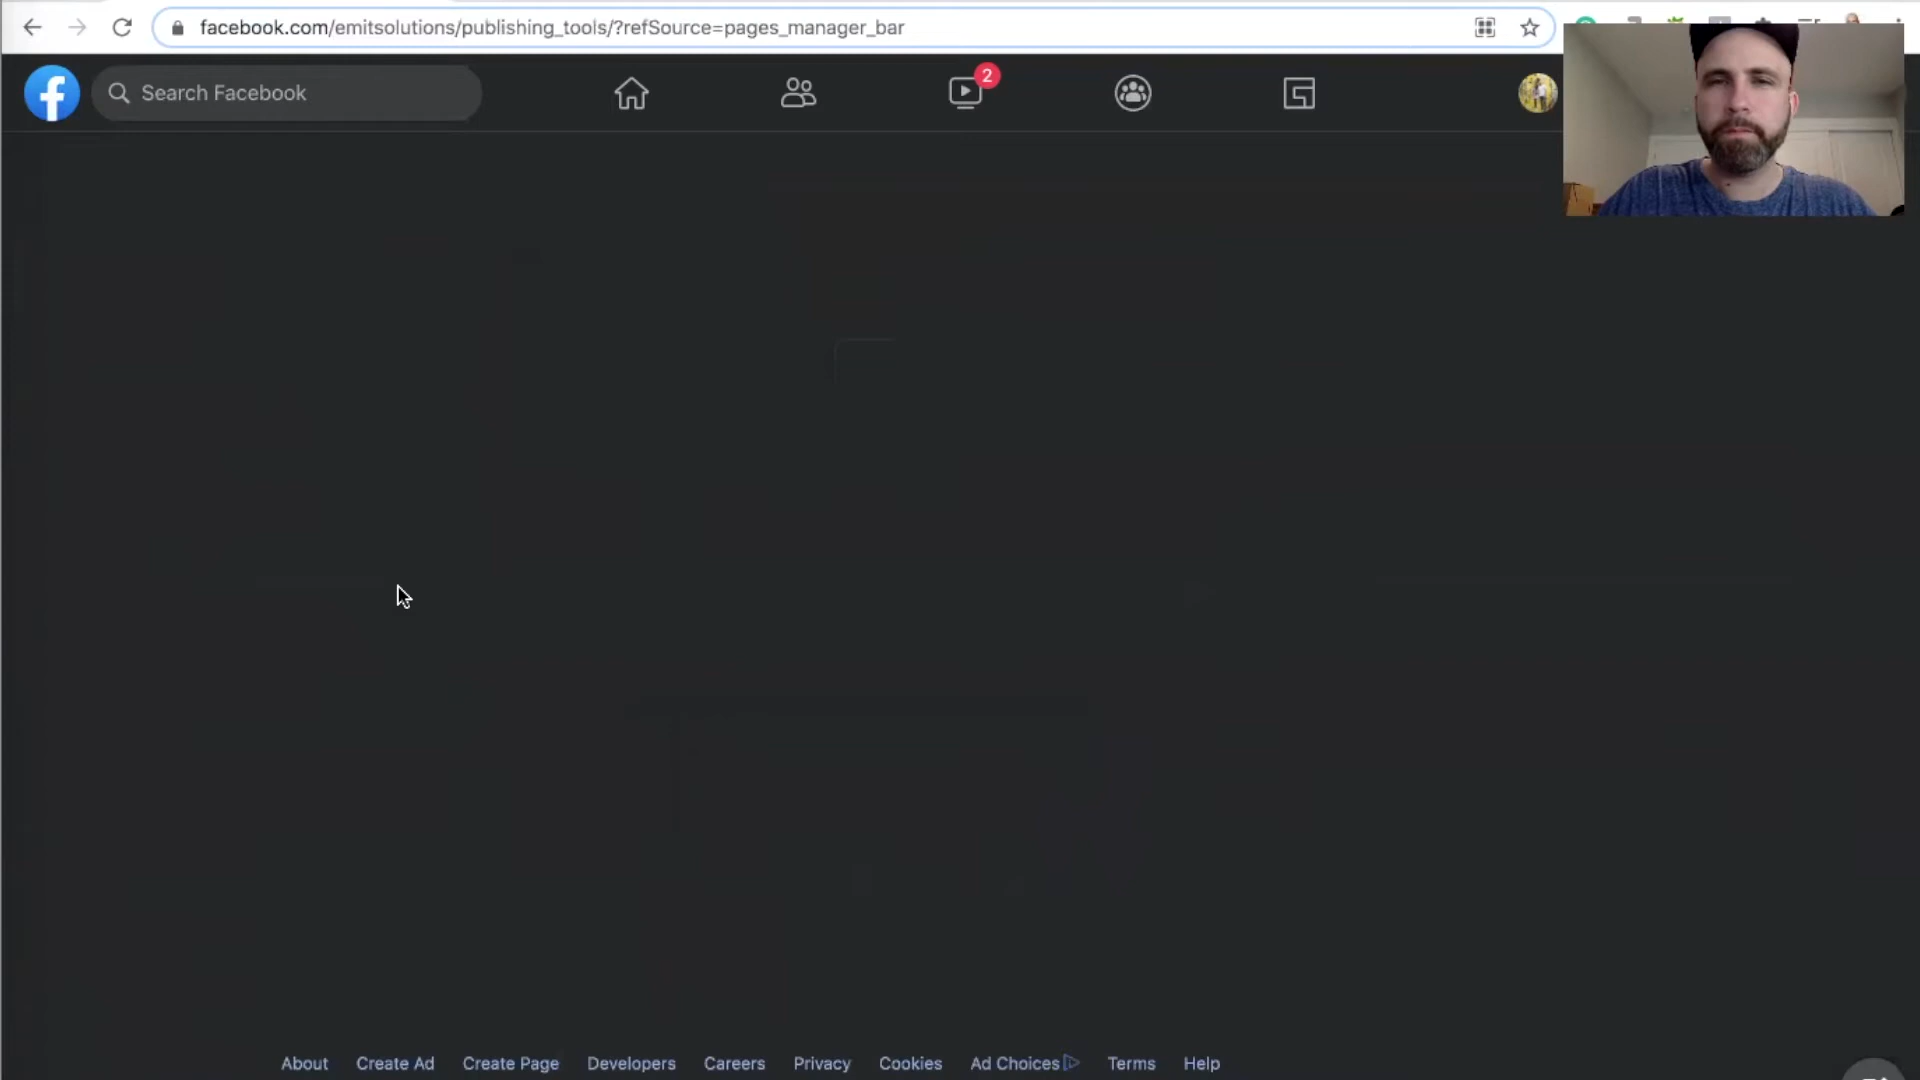 facebook.com/emitsolutions/publishing_tools/?refSource=pages_manager_bar
Search Facebook
2
About Create Ad Create Page Developers Careers Privacy Cookies Ad Choices Terms Help